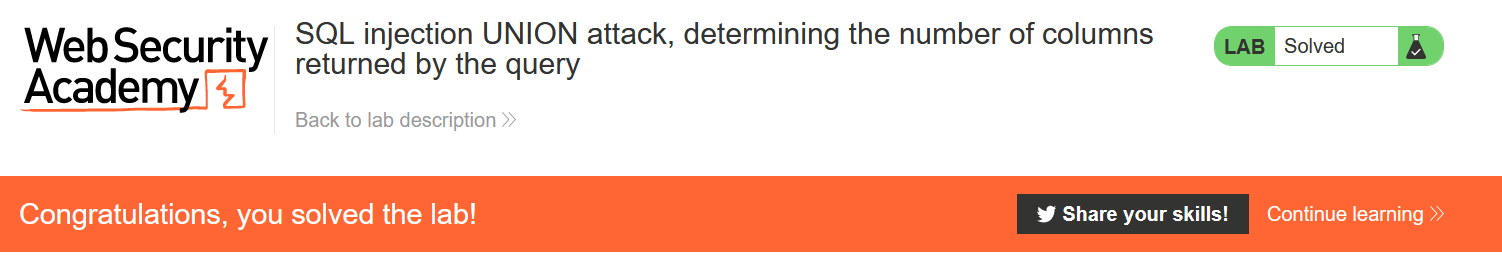 Web Security
Academy
SQL injection UNION attack, determining the number of columns
returned by the query
Back to lab description
LAB Solved
Congratulations, you solved the lab!
Share your skills!
Continue learning